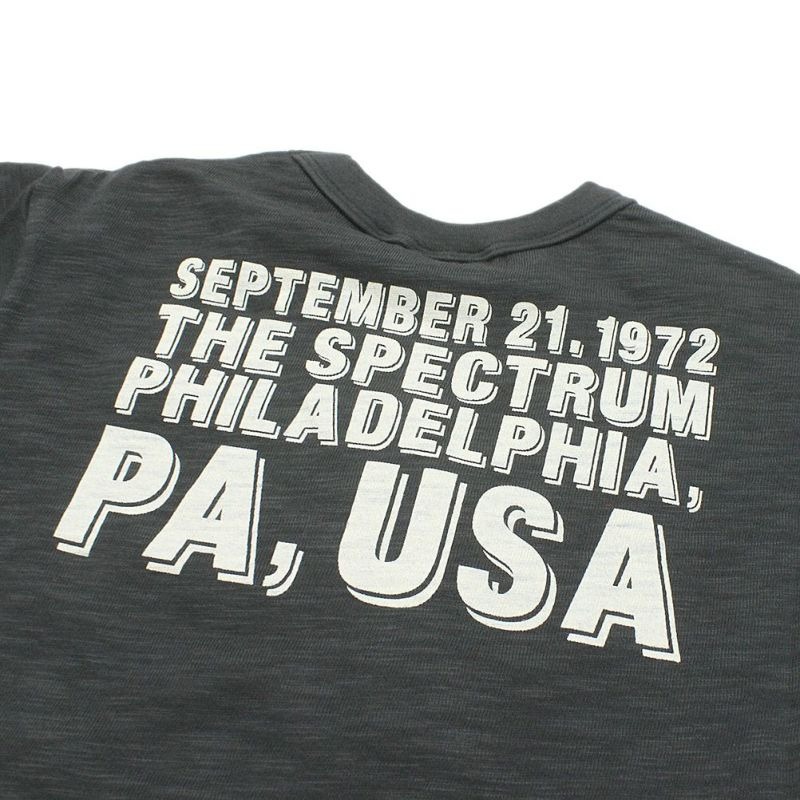 SEPTEMBER 21, 1972
THE SPECTRUM
PHILADELPHIA,
PA, USA